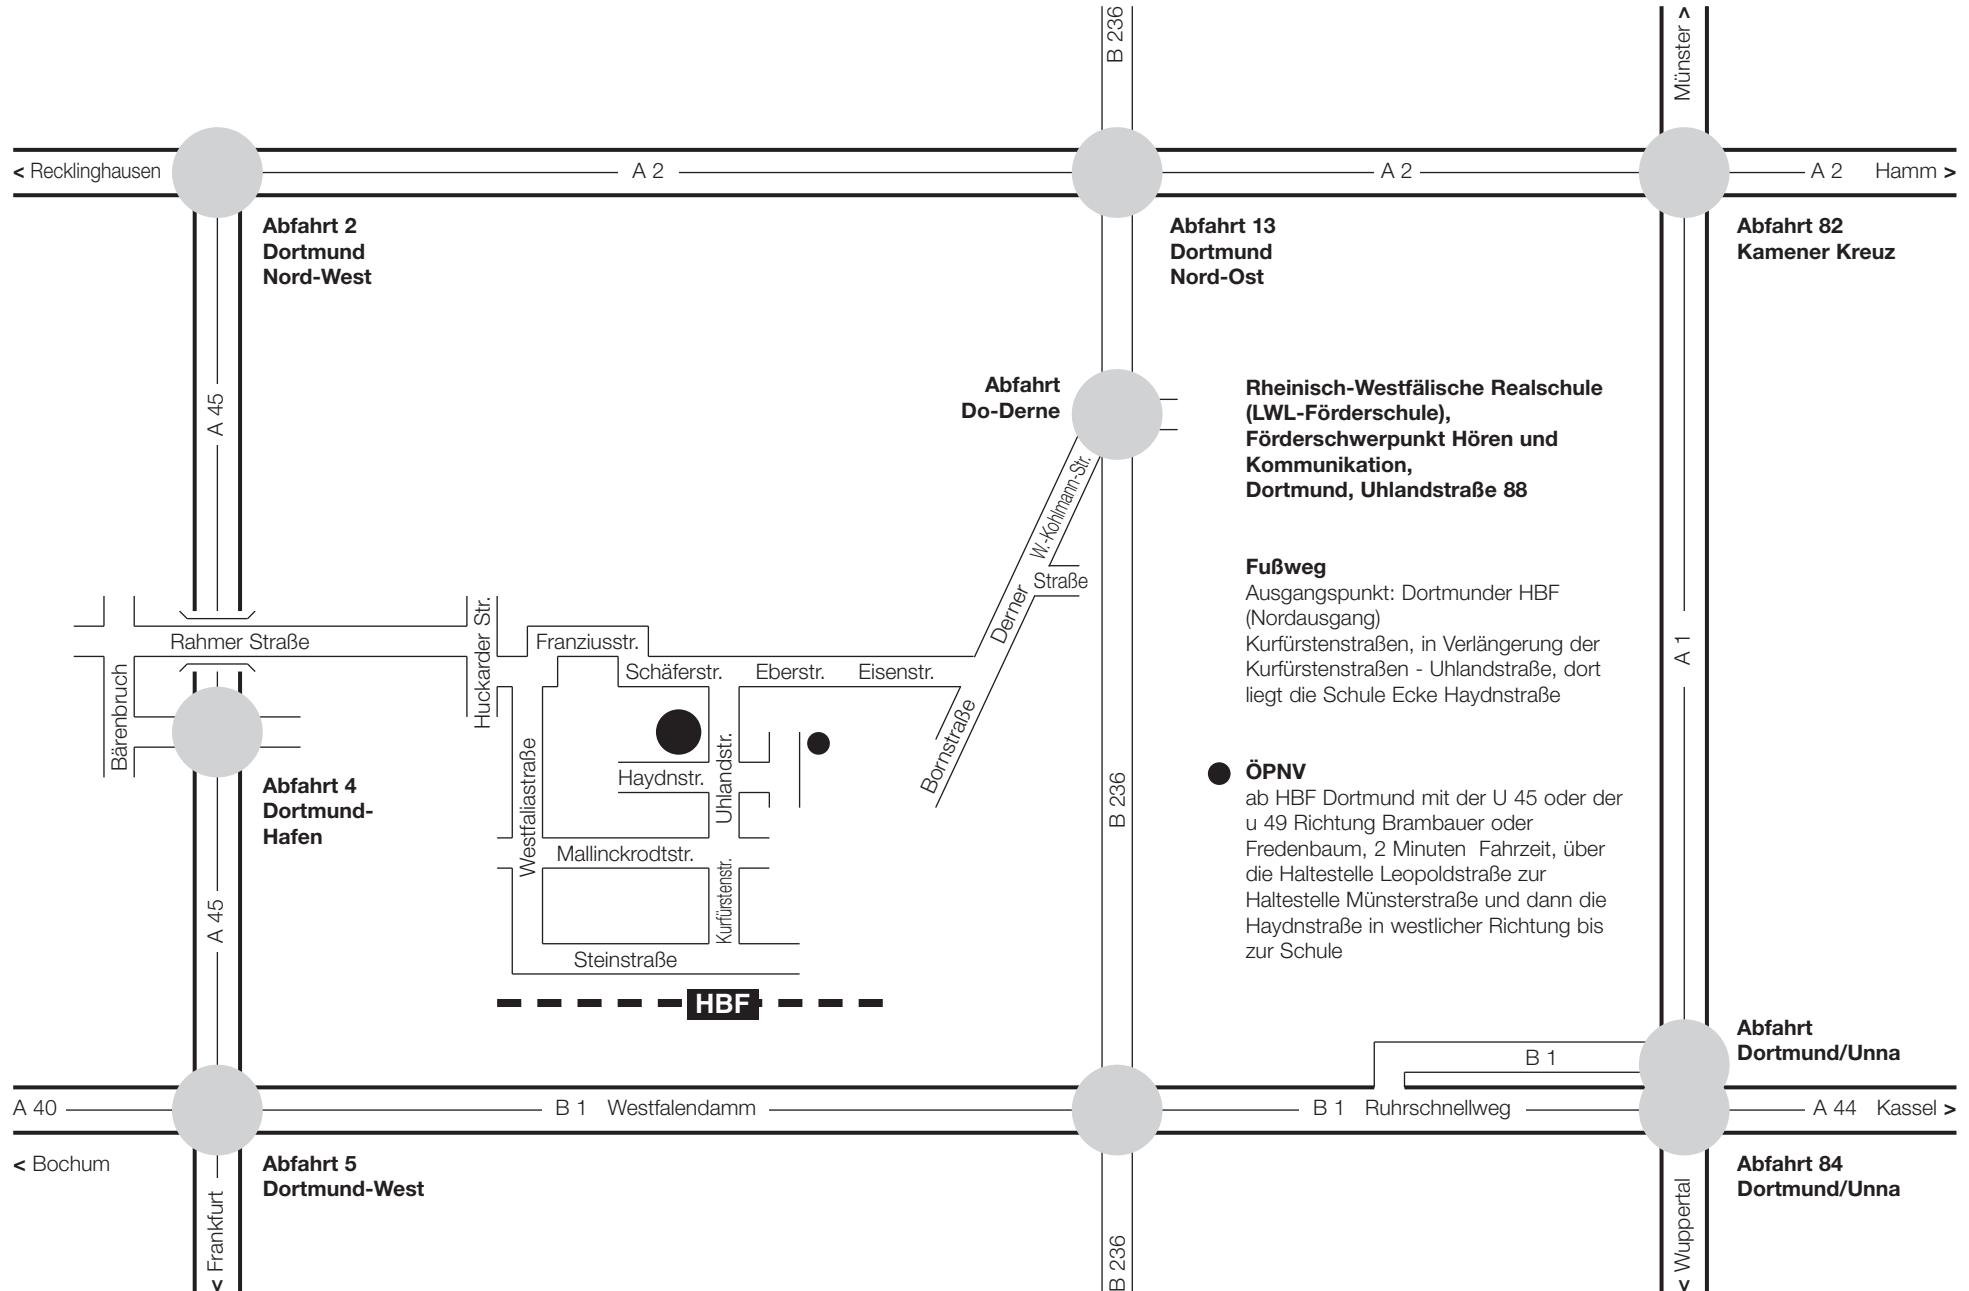 B 236
Münster >
< Recklinghausen
A 2
A 2
A 2 Hamm >
Abfahrt 2
Dortmund
Nord-West
Abfahrt 13
Dortmund
Nord-Ost
Abfahrt 82
Kamener Kreuz
A 45
Abfahrt
Do-Derne
Rheinisch-Westfälische Realschule
(LWL-Förderschule),
Förderschwerpunkt Hören und
Kommunikation,
Dortmund, Uhlandstraße 88
W.-Kohlmann-Str.
Derner
Straße
Fußweg
Ausgangspunkt: Dortmunder HBF
(Nordausgang)
Kurfürstenstraßen, in Verlängerung der
Kurfürstenstraßen - Uhlandstraße, dort
liegt die Schule Ecke Haydnstraße
A 1
Rahmer Straße
Huckarder Str.
Franziusstr.
Schäferstr.
Eberstr.
Eisenstr.
Bärenbruch
Westfaliastraße
Haydnstr.
Uhlandstr.
Bornstraße
B 236
Abfahrt 4
Dortmund-
Hafen
ÖPNV
ab HBF Dortmund mit der U 45 oder der
u 49 Richtung Brambauer oder
Fredenbaum, 2 Minuten  Fahrzeit, über
die Haltestelle Leopoldstraße zur
Haltestelle Münsterstraße und dann die
Haydnstraße in westlicher Richtung bis
zur Schule
Mallinckrodtstr.
Kurfürstenstr.
A 45
Steinstraße
HBF
Abfahrt
Dortmund/Unna
B 1
A 40
B 1 Westfalendamm
B 1 Ruhrschnellweg
A 44 Kassel >
< Bochum
Abfahrt 5
Dortmund-West
Abfahrt 84
Dortmund/Unna
< Frankfurt
B 236
< Wuppertal